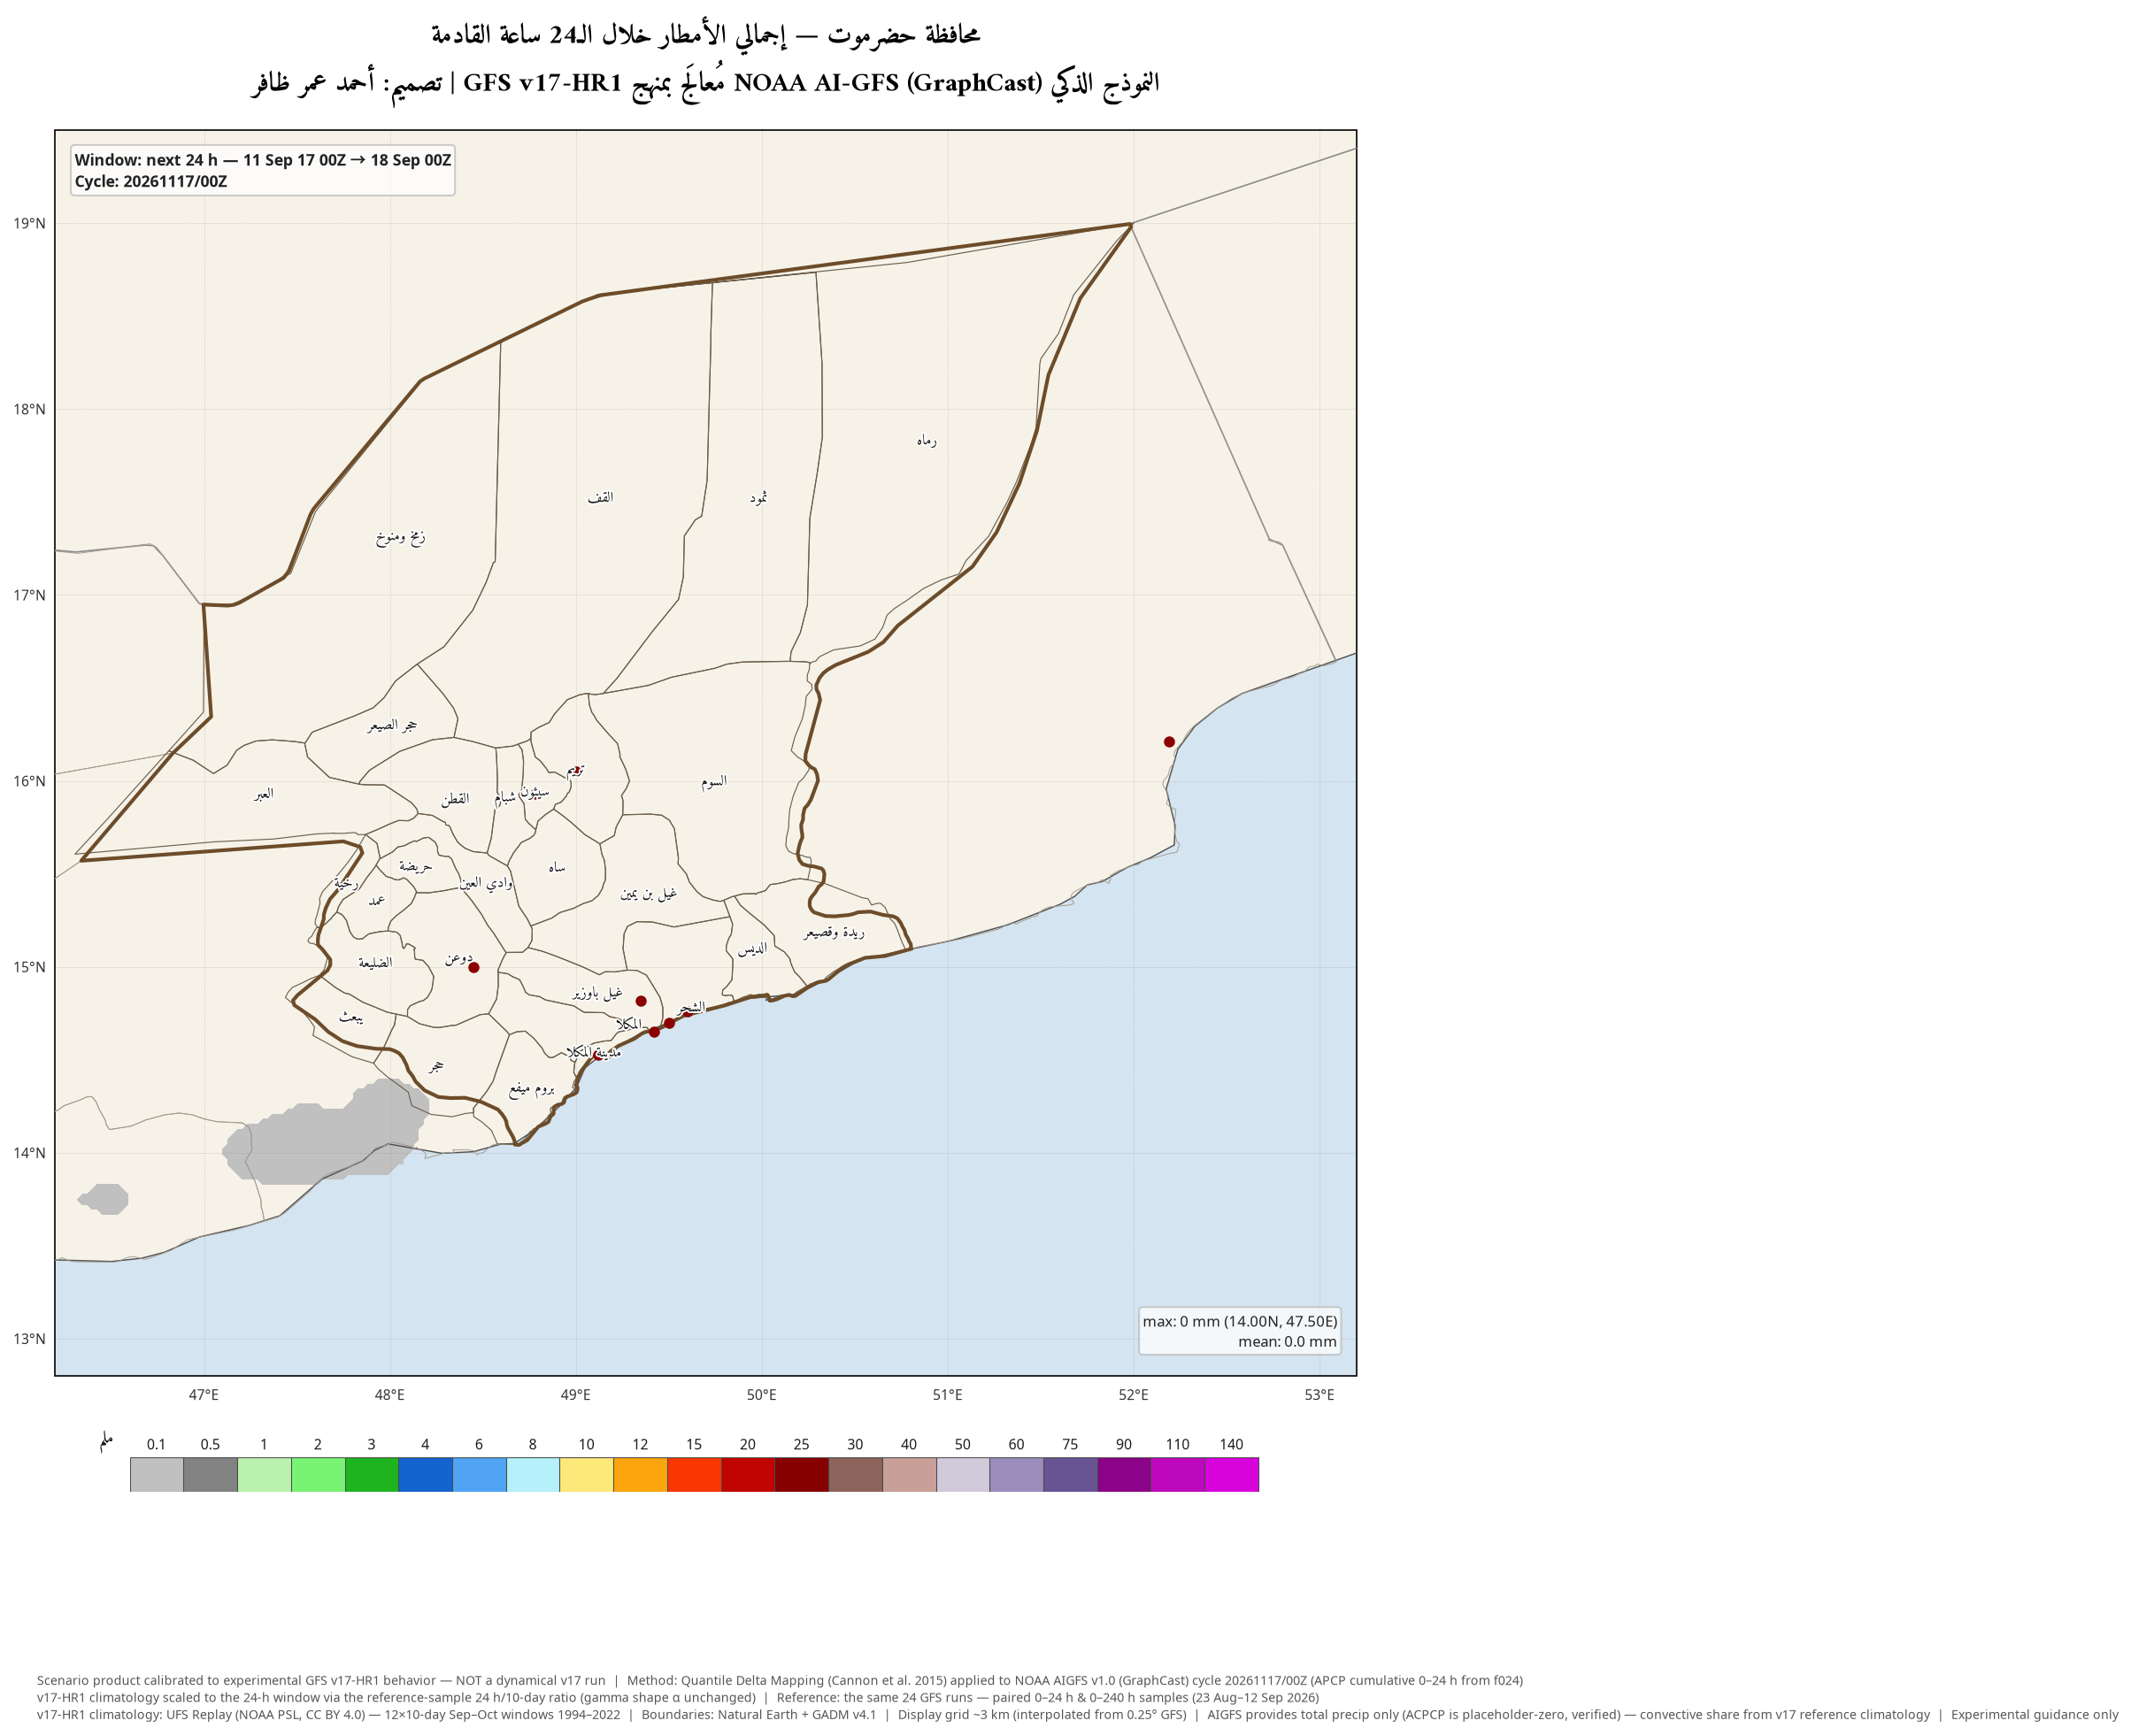 محافظة حضرموت — إجمالي الأمطار خلال الـ24 ساعة القادمة
النموذج الذكي NOAA AI-GFS (GraphCast) مُعالَج بمنهج GFS v17-HR1 | تصميم: أحمد عمر ظافر
Window: next 24 h — 11 Sep 17 00Z → 18 Sep 00Z
Cycle: 20261117/00Z
19°N
18°N
رماه
القف
ثمود
زمخ ومنوخ
17°N
حجر الصيعر
16°N
تريم
السوم
العبر
القطن
شبام
سيئون
حريضة
ساه
رخية
وادي العين
عمد
غيل بن يمين
ريدة وقصيعر
الديس
15°N
الضليعة
دوعن
غيل باوزير
الشحر
يبعث
المكلا
مدينة المكلا
حجر
بروم ميفع
14°N
13°N
max: 0 mm (14.00N, 47.50E)
mean: 0.0 mm
47°E 48°E 49°E 50°E 51°E 52°E 53°E
ملم 0.1 0.5 1 2 3 4 6 8 10 12 15 20 25 30 40 50 60 75 90 110 140
Scenario product calibrated to experimental GFS v17-HR1 behavior — NOT a dynamical v17 run | Method: Quantile Delta Mapping (Cannon et al. 2015) applied to NOAA AIGFS v1.0 (GraphCast) cycle 20261117/00Z (APCP cumulative 0–24 h from f024)
v17-HR1 climatology scaled to the 24-h window via the reference-sample 24 h/10-day ratio (gamma shape α unchanged) | Reference: the same 24 GFS runs — paired 0–24 h & 0–240 h samples (23 Aug–12 Sep 2026)
v17-HR1 climatology: UFS Replay (NOAA PSL, CC BY 4.0) — 12×10-day Sep–Oct windows 1994–2022 | Boundaries: Natural Earth + GADM v4.1 | Display grid ~3 km (interpolated from 0.25° GFS) | AIGFS provides total precip only (ACPCP is placeholder-zero, verified) — convective share from v17 reference climatology | Experimental guidance only